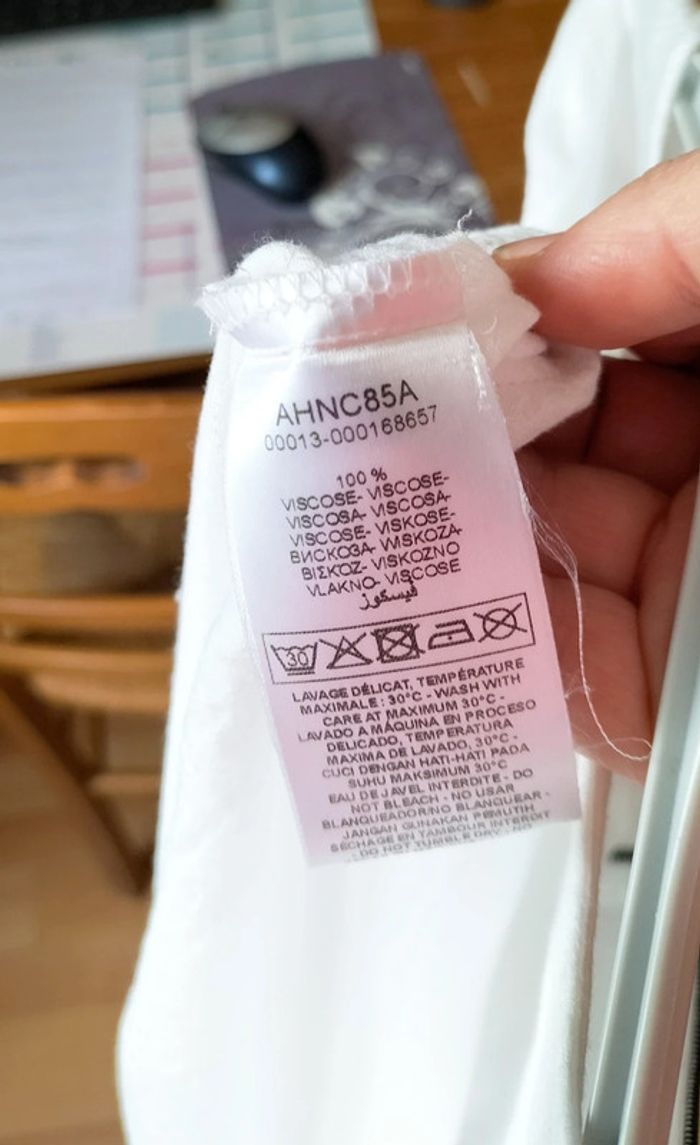 AHNC85A
00013-000168657
100 %
VISCOSE- VISCOSE-
VISCOSA- VISCOSA-
VISCOSE- VISKOSE-
ВИСКОЗА- WISKOZA-
ΒΙΣΚΟΖ- VISKOZNO
VLAKNO- VISCOSE
فيسكوز
30
LAVAGE DÉLICAT, TEMPÉRATURE
MAXIMALE : 30°C - WASH WITH
CARE AT MAXIMUM 30°C -
LAVADO A MÁQUINA EN PROCESO
DELICADO, TEMPERATURA
MAXIMA DE LAVADO, 30°C -
CUCI DENGAN HATI-HATI PADA
SUHU MAKSIMUM 30°C
EAU DE JAVEL INTERDITE - DO
NOT BLEACH - NO USAR
BLANQUEADOR/NO BLANQUEAR -
JANGAN GUNAKAN PEMUTIH
SÉCHAGE EN TAMBOUR INTERDIT
- DO NOT TUMBLE DRY - NO